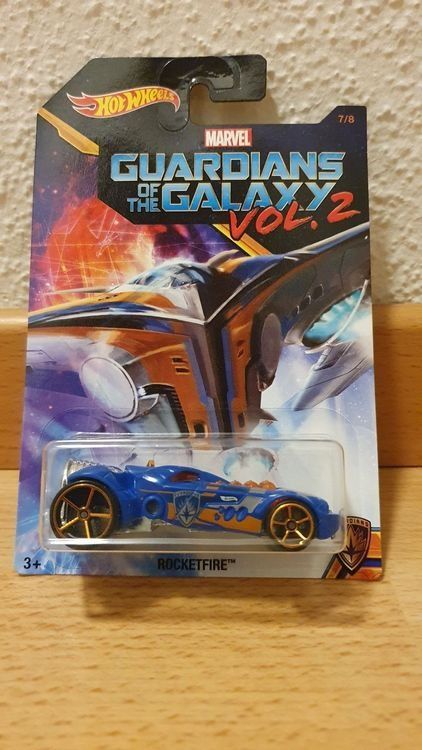 HOT WHEELS
7/8
MARVEL
GUARDIANS
OF THE GALAXY
VOL. 2
ROCKETFIRE™
3+